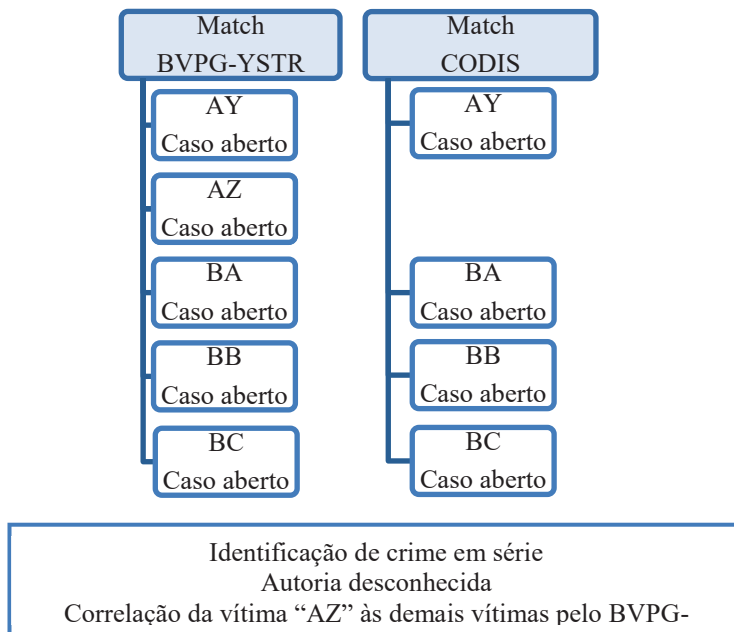 Match
BVPG-YSTR
AY
Caso aberto
AZ
Caso aberto
BA
Caso aberto
BB
Caso aberto
BC
Caso aberto
Match
CODIS
AY
Caso aberto
BA
Caso aberto
BB
Caso aberto
BC
Caso aberto
Identificação de crime em série
Autoria desconhecida
Correlação da vítima “AZ” às demais vítimas pelo BVPG-